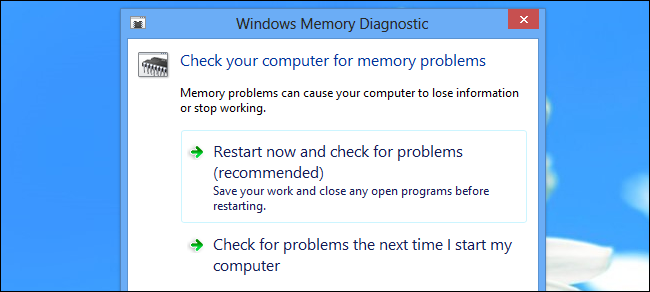 Windows Memory Diagnostic
Check your computer for memory problems
Memory problems can cause your computer to lose information
or stop working.
Restart now and check for problems
(recommended)
Save your work and close any open programs before
restarting.
Check for problems the next time I start my
computer